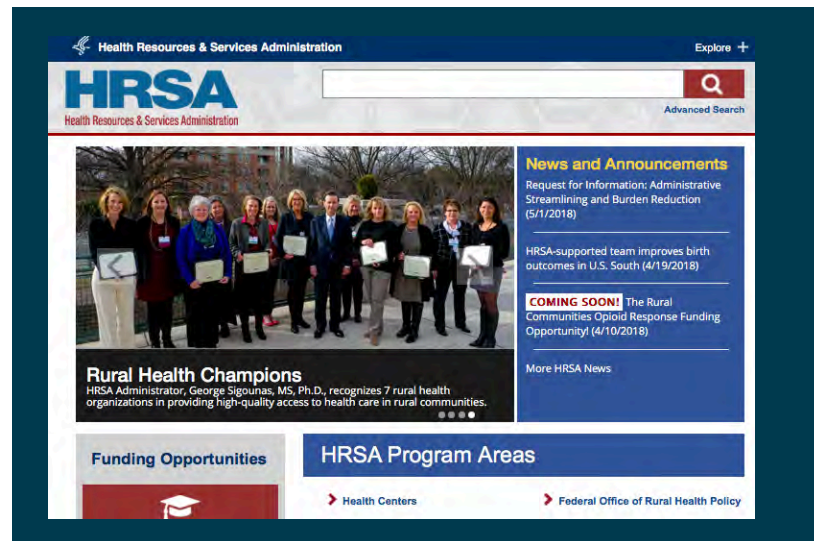 Health Resources & Services Administration
Explore +
HRSA
Health Resources & Services Administration
Advanced Search
News and Announcements
Request for Information: Administrative
Streamlining and Burden Reduction
(5/1/2018)
HRSA-supported team improves birth
outcomes in U.S. South (4/19/2018)
COMING SOON! The Rural
Communities Opioid Response Funding
Opportunity! (4/10/2018)
More HRSA News
Rural Health Champions
HRSA Administrator, George Sigounas, MS, Ph.D., recognizes 7 rural health
organizations in providing high-quality access to health care in rural communities.
Funding Opportunities
HRSA Program Areas
Health Centers
Federal Office of Rural Health Policy